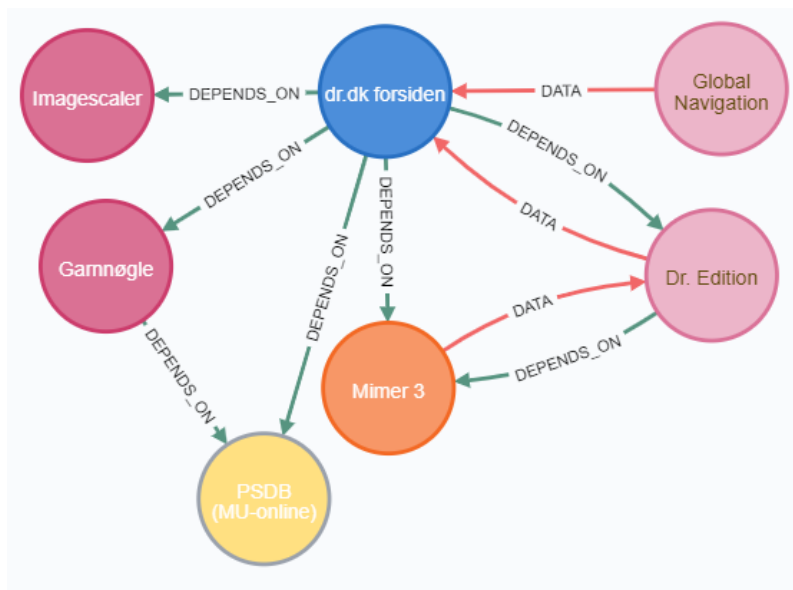 Imagescaler
DEPENDS_ON
dr.dk forsiden
DATA
Global
Navigation
DEPENDS_ON
DEPENDS_ON
DEPENDS_ON
DEPENDS_ON
DATA
Garnnøgle
Dr. Edition
DATA
DEPENDS_ON
DEPENDS_ON
Mimer 3
PSDB
(MU-online)